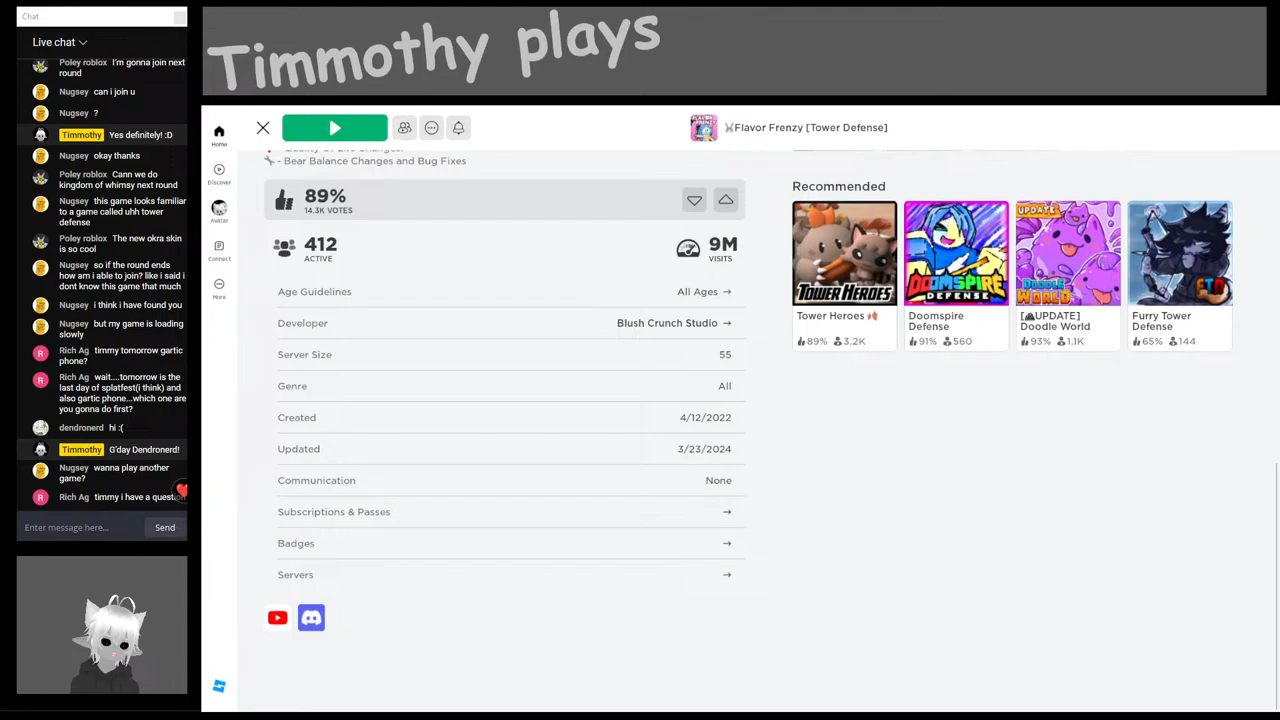 Chat
Live chat
Poley roblox I'm gonna join next
round
Nugsey can i join u
Nugsey ?
Timmothy Yes definitely! :D
Nugsey okay thanks
Poley roblox Cann we do
kingdom of whimsy next round
Nugsey this game looks familiar
to a game called uhh tower
defense
Poley roblox The new okra skin
is so cool
Nugsey so if the round ends
how am i able to join? like i said i
dont know this game that much
Nugsey i think i have found you
Nugsey but my game is loading
slowly
Rich Ag timmy tomorrow gartic
phone?
Rich Ag wait....tomorrow is the
last day of splatfest(i think) and
also gartic phone...which one are
you gonna do first?
dendronerd hi :(
Timmothy G'day Dendronerd!
Nugsey wanna play another
game?
Rich Ag timmy i have a question
Enter message here...
Send
Timmothy plays
Home
Discover
Avatar
Connect
More
Flavor Frenzy [Tower Defense]
- Bear Balance Changes and Bug Fixes
89%
14.3K VOTES
412
ACTIVE
9M
VISITS
Age Guidelines All Ages →
Developer Blush Crunch Studio →
Server Size 55
Genre All
Created 4/12/2022
Updated 3/23/2024
Communication None
Subscriptions & Passes →
Badges →
Servers →
Recommended
TOWER HEROES
DOOMSPIRE
DEFENSE
UPDATE
DOODLE
WORLD
FTD
Tower Heroes
89% 3.2K
Doomspire
Defense
91% 560
[UPDATE]
Doodle World
93% 1.1K
Furry Tower
Defense
65% 144